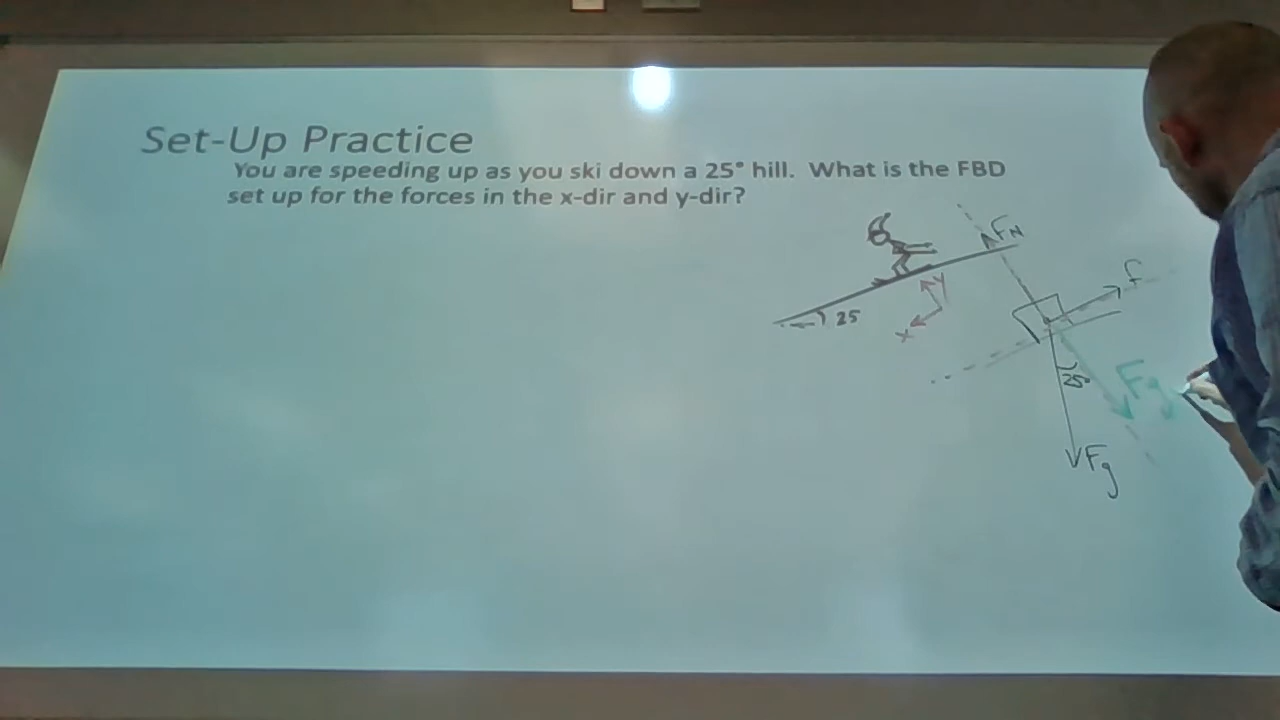 Set-Up Practice
You are speeding up as you ski down a 25° hill. What is the FBD
set up for the forces in the x-dir and y-dir?
FN
f
y
25
x
25°
Fg
Fg